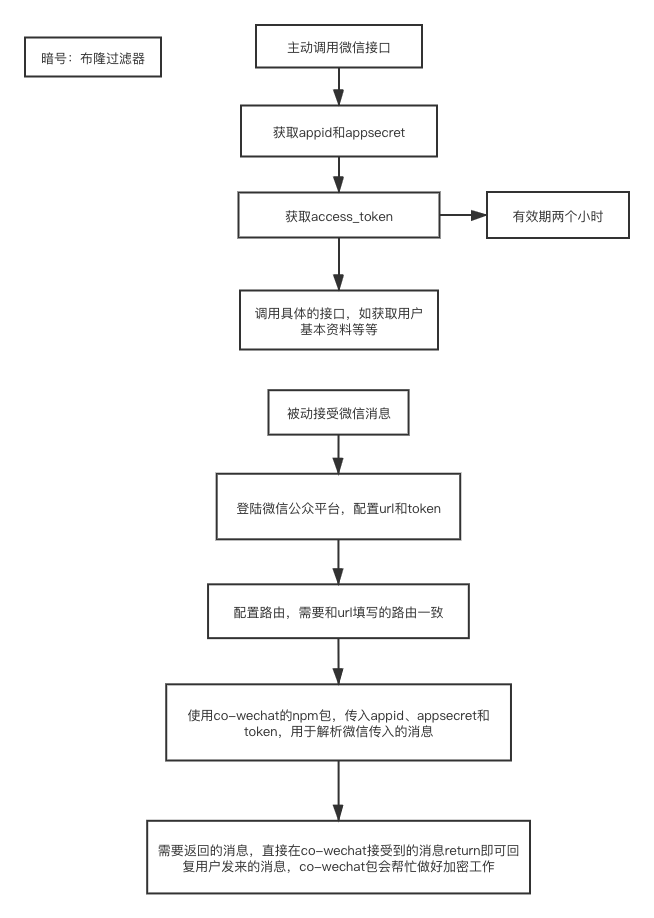 暗号：布隆过滤器
主动调用微信接口
获取appid和appsecret
获取access_token
有效期两个小时
调用具体的接口，如获取用户
基本资料等等
被动接受微信消息
登陆微信公众平台，配置url和token
配置路由，需要和url填写的路由一致
使用co-wechat的npm包，传入appid、appsecret和
token，用于解析微信传入的消息
需要返回的消息，直接在co-wechat接受到的消息return即可回
复用户发来的消息，co-wechat包会帮忙做好加密工作